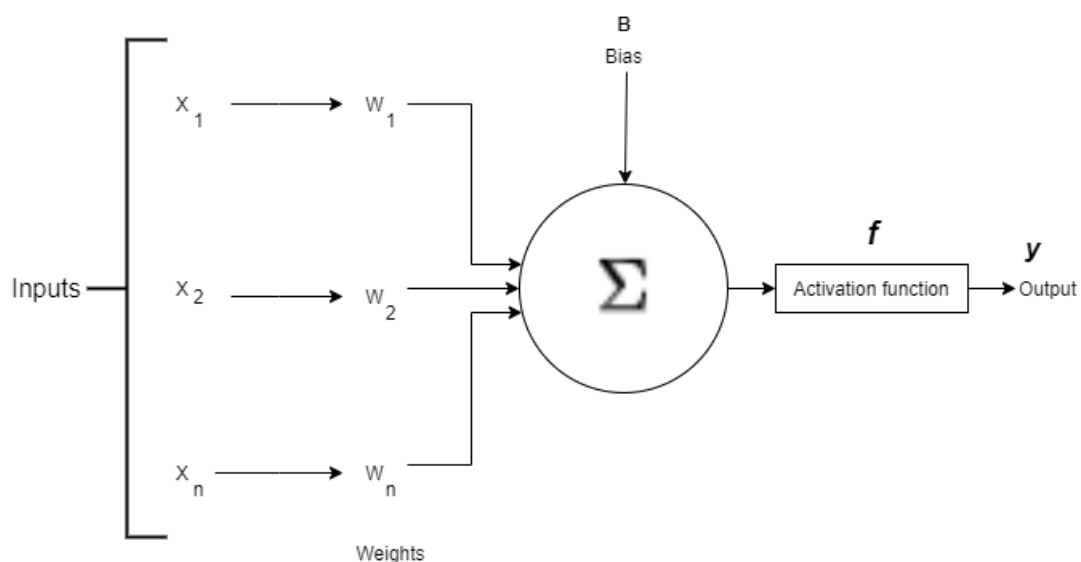 B
Bias
X1 W1
f
y
Inputs X2 W2 Σ Activation function Output
Xn Wn
Weights